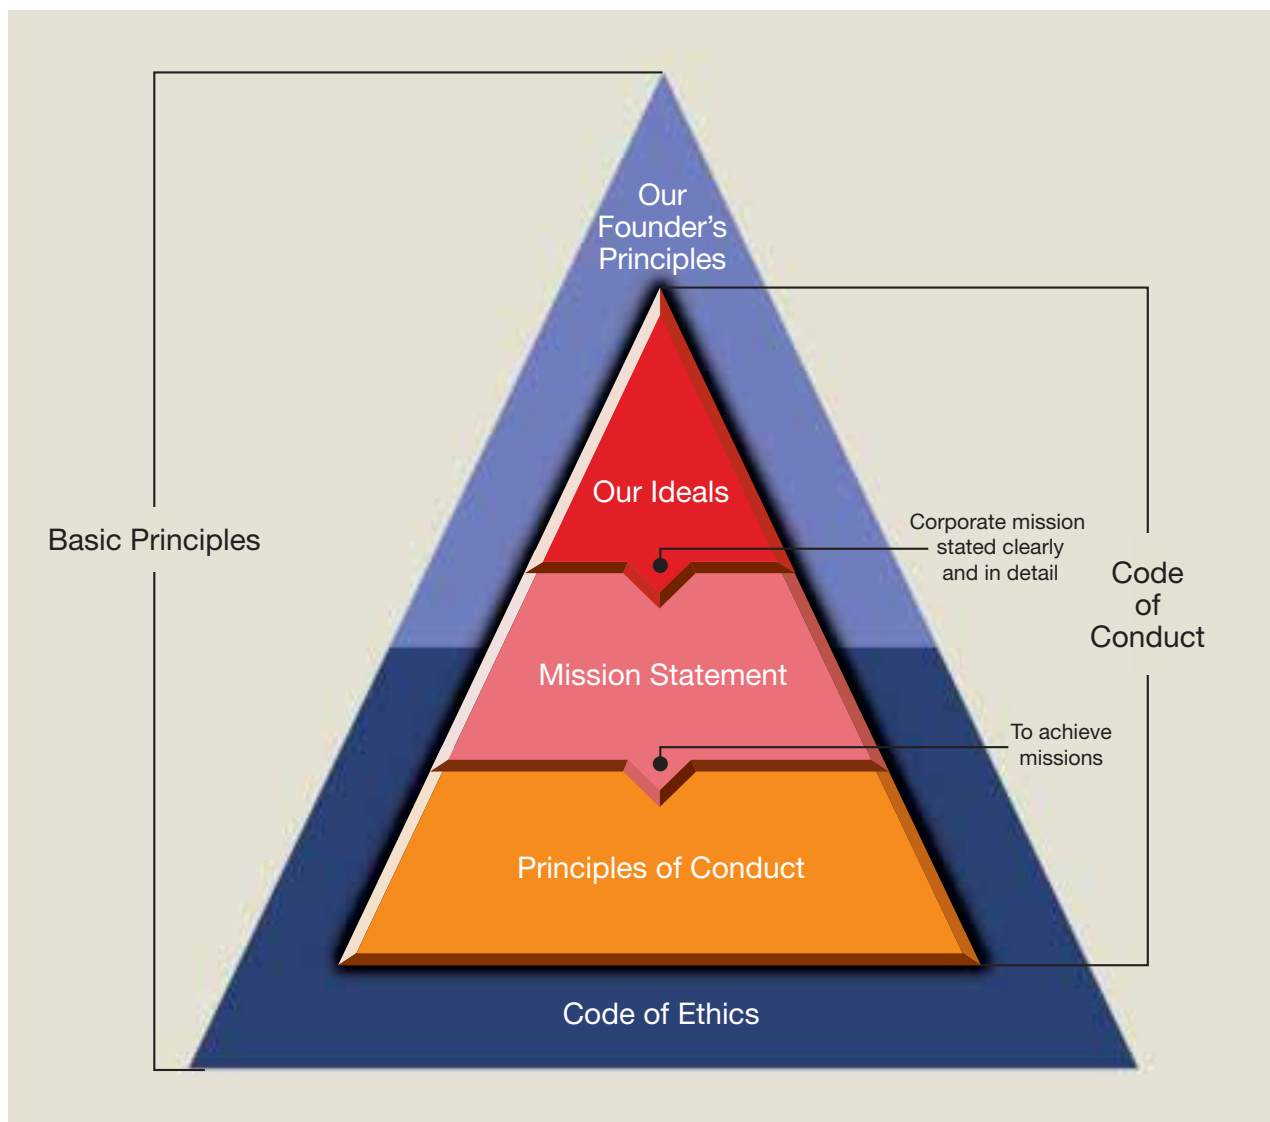 Our
Founder's
Principles
Our Ideals
Corporate mission
stated clearly
and in detail
Basic Principles
Code
of
Conduct
Mission Statement
To achieve
missions
Principles of Conduct
Code of Ethics